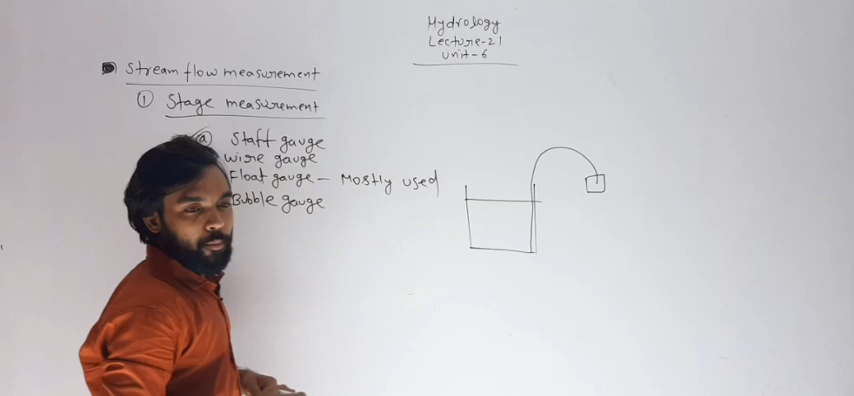 Hydrology
Lecture-21
Unit-6
Stream flow measurement
① Stage measurement
ⓐ Staff gauge
Wire gauge
Float gauge - Mostly used
Bubble gauge